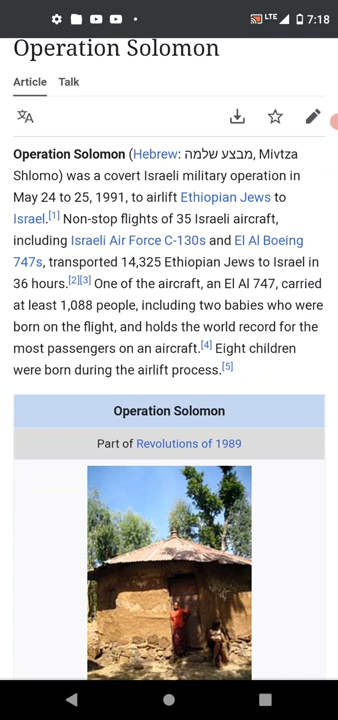 LTE 7:18
Operation Solomon
Article Talk
Operation Solomon (Hebrew: מבצע שלמה, Mivtza
Shlomo) was a covert Israeli military operation in
May 24 to 25, 1991, to airlift Ethiopian Jews to
Israel.[1] Non-stop flights of 35 Israeli aircraft,
including Israeli Air Force C-130s and El Al Boeing
747s, transported 14,325 Ethiopian Jews to Israel in
36 hours.[2][3] One of the aircraft, an El Al 747, carried
at least 1,088 people, including two babies who were
born on the flight, and holds the world record for the
most passengers on an aircraft.[4] Eight children
were born during the airlift process.[5]
Operation Solomon
Part of Revolutions of 1989